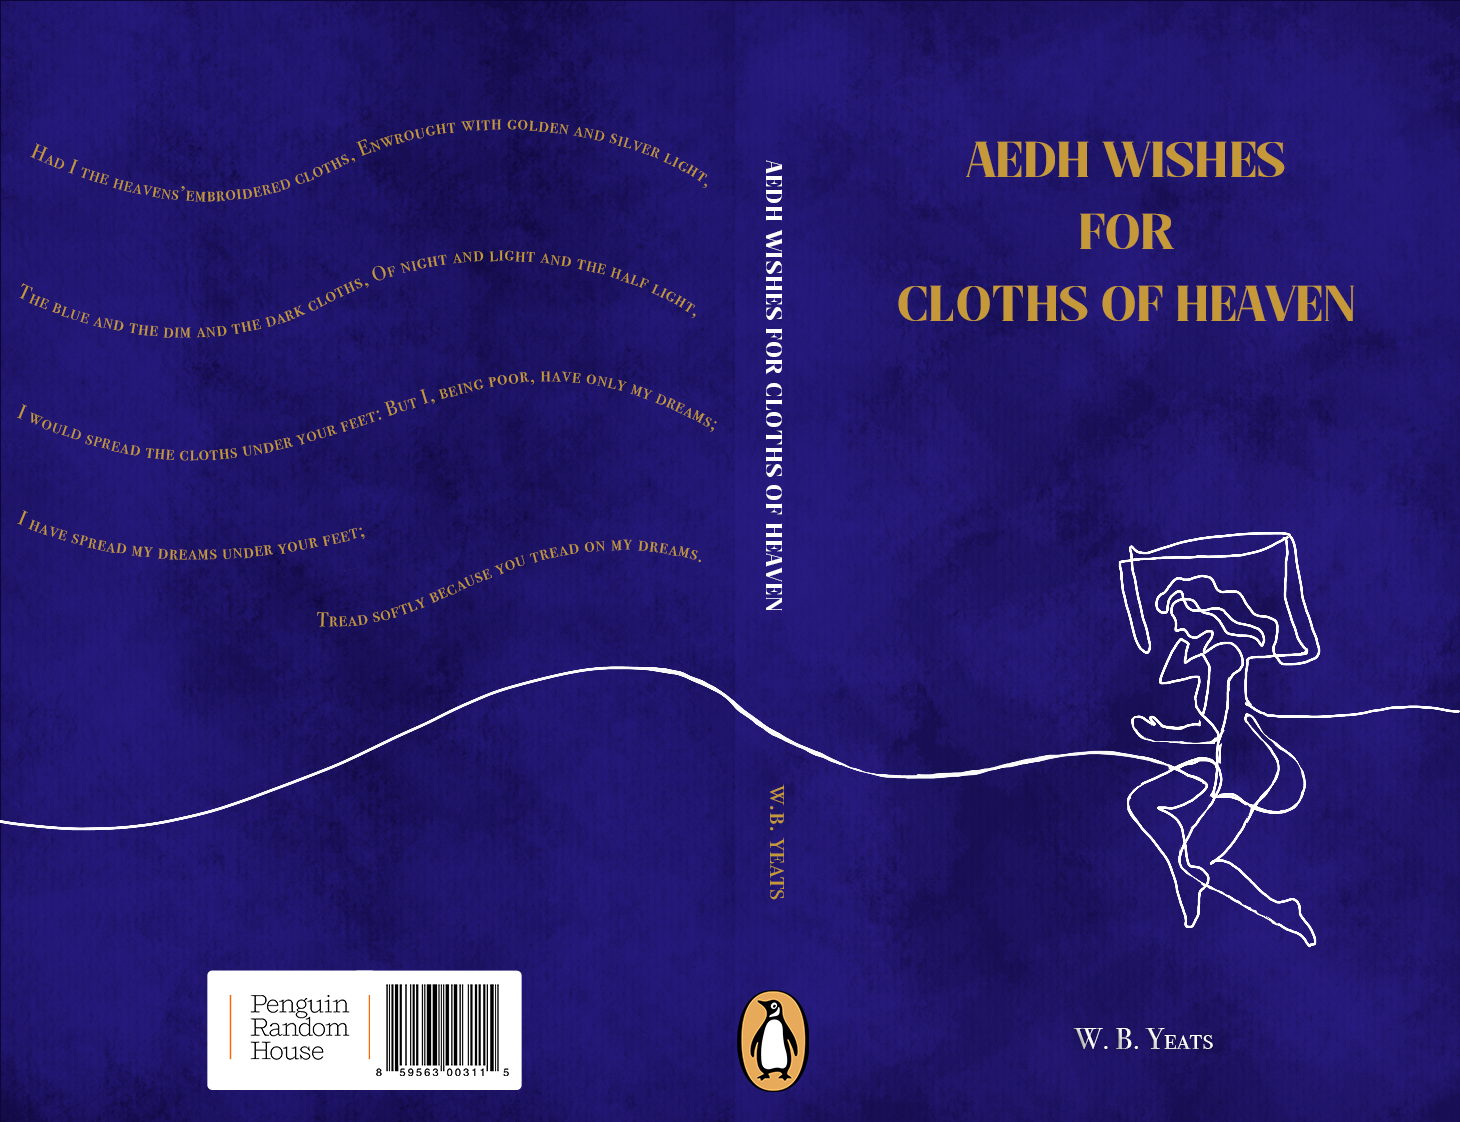 Had I the heavens'embroidered cloths, Enwrought with golden and silver light,
The blue and the dim and the dark cloths, Of night and light and the half light,
I would spread the cloths under your feet: But I, being poor, have only my dreams;
I have spread my dreams under your feet;
Tread softly because you tread on my dreams.
Penguin
Random
House
8 59563 00311 5
AEDH WISHES FOR CLOTHS OF HEAVEN
W.B. YEATS
AEDH WISHES
FOR
CLOTHS OF HEAVEN
W. B. Yeats